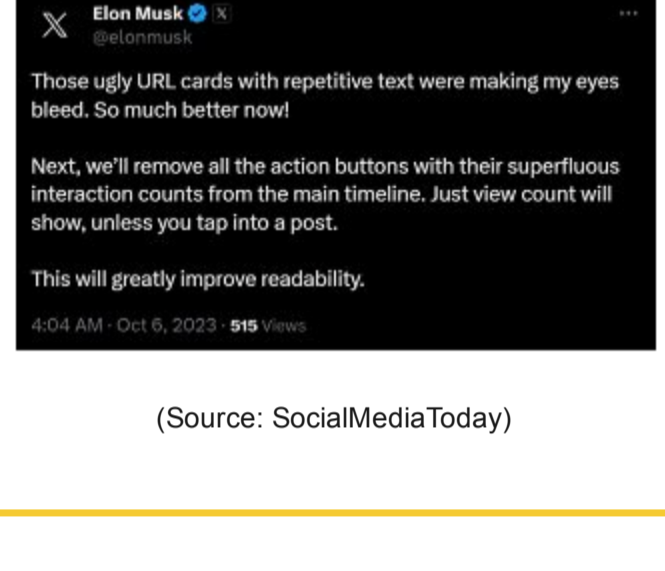 Elon Musk
@elonmusk
Those ugly URL cards with repetitive text were making my eyes
bleed. So much better now!
Next, we'll remove all the action buttons with their superfluous
interaction counts from the main timeline. Just view count will
show, unless you tap into a post.
This will greatly improve readability.
4:04 AM · Oct 6, 2023 · 515 Views
(Source: SocialMediaToday)